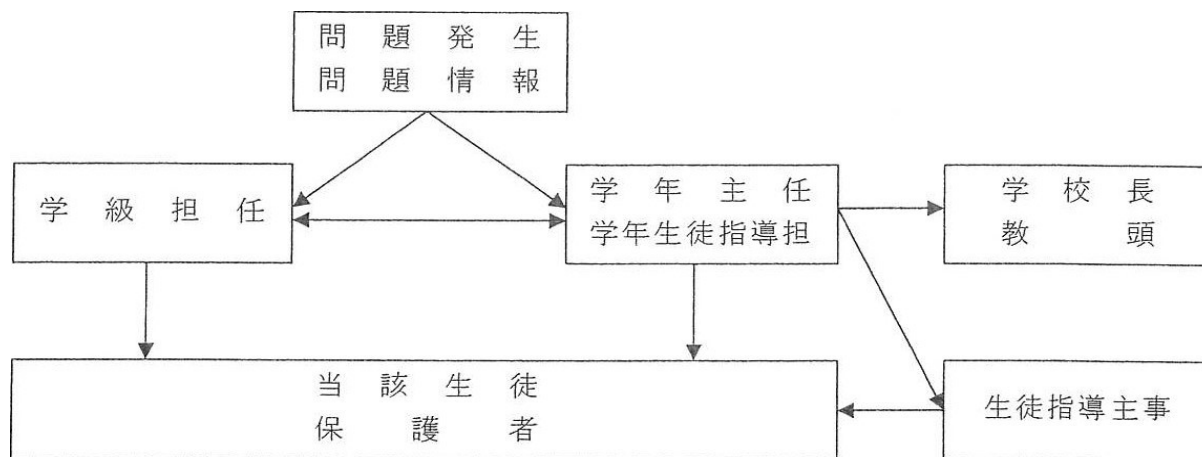 問題発生
問題情報
学級担任
学年主任
学年生徒指導担
学校長
教頭
当該生徒
保護者
生徒指導主事